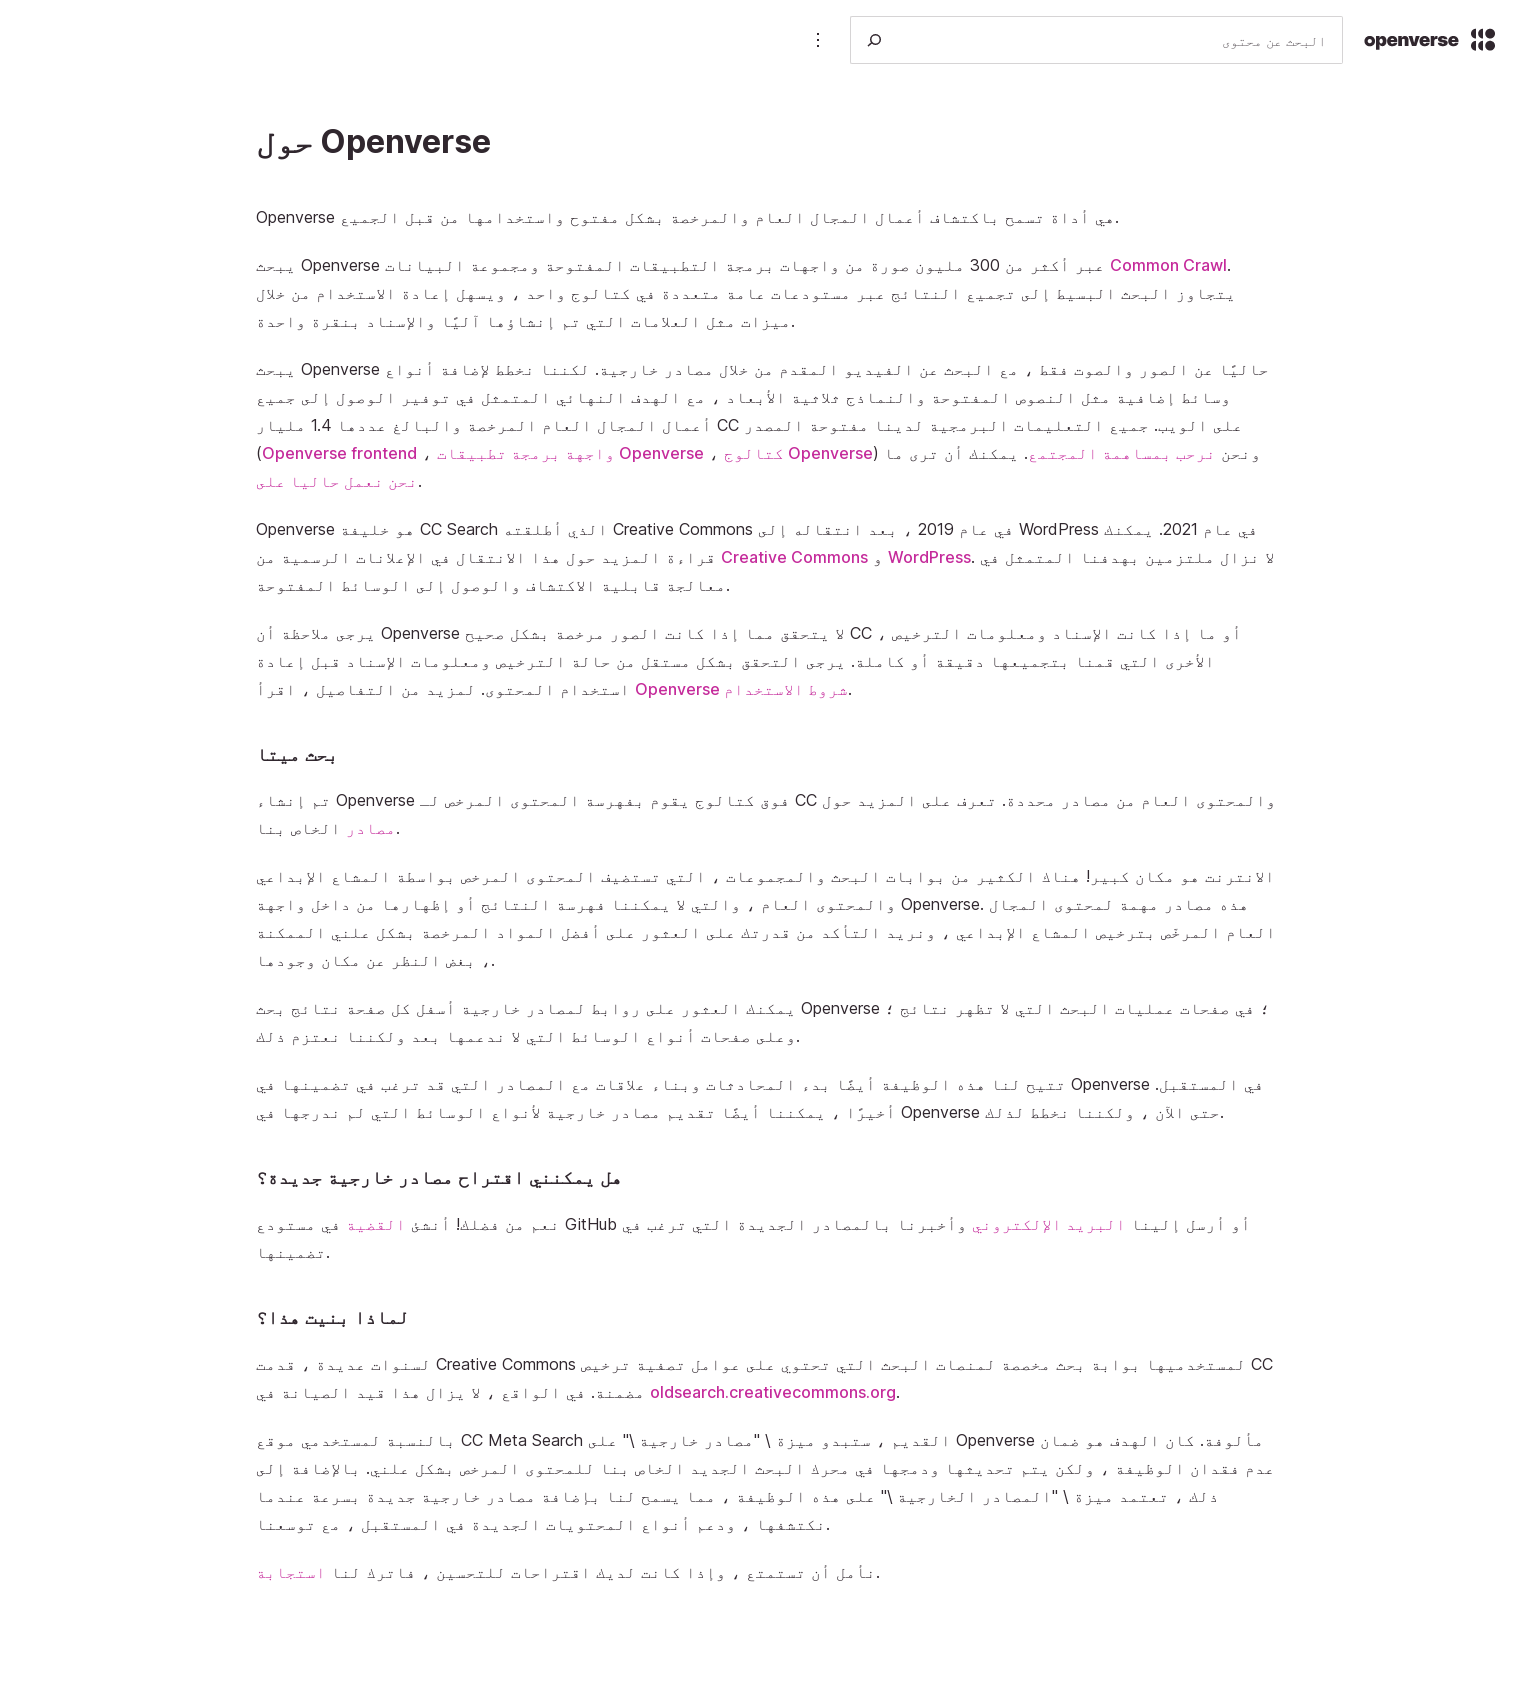 openverse
البحث عن محتوى
حول Openverse
Openverse هي أداة تسمح باكتشاف أعمال المجال العام والمرخصة بشكل مفتوح واستخدامها من قبل الجميع.
يبحث Openverse عبر أكثر من 300 مليون صورة من واجهات برمجة التطبيقات المفتوحة ومجموعة البيانات Common Crawl.
يتجاوز البحث البسيط إلى تجميع النتائج عبر مستودعات عامة متعددة في كتالوج واحد ، ويسهل إعادة الاستخدام من خلال
ميزات مثل العلامات التي تم إنشاؤها آليًا والإسناد بنقرة واحدة.
يبحث Openverse حاليًا عن الصور والصوت فقط ، مع البحث عن الفيديو المقدم من خلال مصادر خارجية. لكننا نخطط لإضافة أنواع
وسائط إضافية مثل النصوص المفتوحة والنماذج ثلاثية الأبعاد ، مع الهدف النهائي المتمثل في توفير الوصول إلى جميع
أعمال المجال العام المرخصة والبالغ عددها 1.4 مليار CC على الويب. جميع التعليمات البرمجية لدينا مفتوحة المصدر
(Openverse frontend واجهة برمجة تطبيقات ، Openverse كتالوج ، Openverse) ونحن نرحب بمساهمة المجتمع. يمكنك أن ترى ما
نحن نعمل حاليا على.
Openverse هو خليفة CC Search الذي أطلقته Creative Commons في عام 2019 ، بعد انتقاله إلى WordPress في عام 2021. يمكنك
قراءة المزيد حول هذا الانتقال في الإعلانات الرسمية من Creative Commons و WordPress. لا نزال ملتزمين بهدفنا المتمثل في
معالجة قابلية الاكتشاف والوصول إلى الوسائط المفتوحة.
يرجى ملاحظة أن Openverse لا يتحقق مما إذا كانت الصور مرخصة بشكل صحيح CC ، أو ما إذا كانت الإسناد ومعلومات الترخيص
الأخرى التي قمنا بتجميعها دقيقة أو كاملة. يرجى التحقق بشكل مستقل من حالة الترخيص ومعلومات الإسناد قبل إعادة
استخدام المحتوى. لمزيد من التفاصيل ، اقرأ Openverse شروط الاستخدام.
بحث ميتا
تم إنشاء Openverse فوق كتالوج يقوم بفهرسة المحتوى المرخص لـ CC والمحتوى العام من مصادر محددة. تعرف على المزيد حول
مصادر الخاص بنا.
الانترنت هو مكان كبير! هناك الكثير من بوابات البحث والمجموعات ، التي تستضيف المحتوى المرخص بواسطة المشاع الإبداعي
والمحتوى العام ، والتي لا يمكننا فهرسة النتائج أو إظهارها من داخل واجهة Openverse. هذه مصادر مهمة لمحتوى المجال
العام المرخّص بترخيص المشاع الإبداعي ، ونريد التأكد من قدرتك على العثور على أفضل المواد المرخصة بشكل علني الممكنة
، بغض النظر عن مكان وجودها.
يمكنك العثور على روابط لمصادر خارجية أسفل كل صفحة نتائج بحث Openverse ؛ في صفحات عمليات البحث التي لا تظهر نتائج ؛
وعلى صفحات أنواع الوسائط التي لا ندعمها بعد ولكننا نعتزم ذلك.
تتيح لنا هذه الوظيفة أيضًا بدء المحادثات وبناء علاقات مع المصادر التي قد ترغب في تضمينها في Openverse في المستقبل.
أخيرًا ، يمكننا أيضًا تقديم مصادر خارجية لأنواع الوسائط التي لم ندرجها في Openverse حتى الآن ، ولكننا نخطط لذلك.
هل يمكنني اقتراح مصادر خارجية جديدة؟
نعم من فضلك! أنشئ القضية في مستودع GitHub أو أرسل إلينا البريد الإلكتروني وأخبرنا بالمصادر الجديدة التي ترغب في
تضمينها.
لماذا بنيت هذا؟
لسنوات عديدة ، قدمت Creative Commons لمستخدميها بوابة بحث مخصصة لمنصات البحث التي تحتوي على عوامل تصفية ترخيص CC
مضمنة. في الواقع ، لا يزال هذا قيد الصيانة في oldsearch.creativecommons.org.
بالنسبة لمستخدمي موقع CC Meta Search القديم ، ستبدو ميزة \ "مصادر خارجية \" على Openverse مألوفة. كان الهدف هو ضمان
عدم فقدان الوظيفة ، ولكن يتم تحديثها ودمجها في محرك البحث الجديد الخاص بنا للمحتوى المرخص بشكل علني. بالإضافة إلى
ذلك ، تعتمد ميزة \ "المصادر الخارجية \" على هذه الوظيفة ، مما يسمح لنا بإضافة مصادر خارجية جديدة بسرعة عندما
نكتشفها ، ودعم أنواع المحتويات الجديدة في المستقبل ، مع توسعنا.
نأمل أن تستمتع ، وإذا كانت لديك اقتراحات للتحسين ، فاترك لنا استجابة.